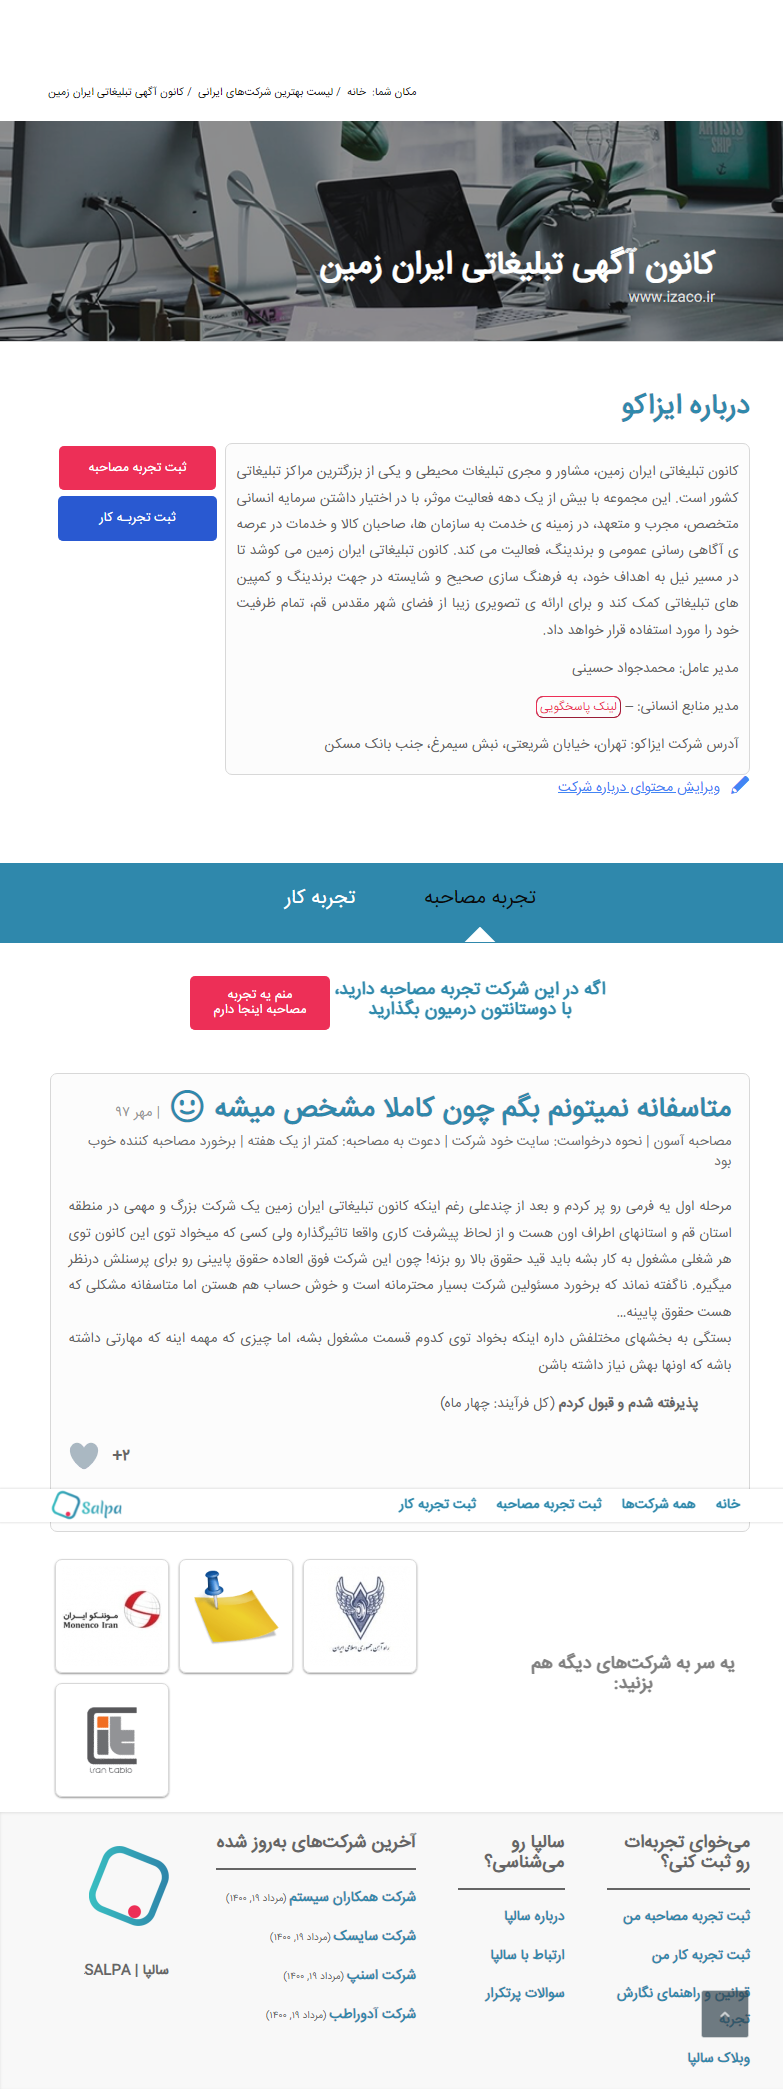 مکان شما: خانه / لیست بهترین شرکت‌های ایرانی / کانون آگهی تبلیغاتی ایران زمین
ARTISTS
SHIP
کانون آگهی تبلیغاتی ایران زمین
www.izaco.ir
درباره ایزاکو
ثبت تجربه مصاحبه
ثبت تجربـه کار
کانون تبلیغاتی ایران زمین، مشاور و مجری تبلیغات محیطی و یکی از بزرگترین مراکز تبلیغاتی
کشور است. این مجموعه با بیش از یک دهه فعالیت موثر، با در اختیار داشتن سرمایه انسانی
متخصص، مجرب و متعهد، در زمینه ی خدمت به سازمان ها، صاحبان کالا و خدمات در عرصه
ی آگاهی رسانی عمومی و برندینگ، فعالیت می کند. کانون تبلیغاتی ایران زمین می کوشد تا
در مسیر نیل به اهداف خود، به فرهنگ سازی صحیح و شایسته در جهت برندینگ و کمپین
های تبلیغاتی کمک کند و برای ارائه ی تصویری زیبا از فضای شهر مقدس قم، تمام ظرفیت
خود را مورد استفاده قرار خواهد داد.
مدیر عامل: محمدجواد حسینی
مدیر منابع انسانی: – لینک پاسخگویی
آدرس شرکت ایزاکو: تهران، خیابان شریعتی، نبش سیمرغ، جنب بانک مسکن
ویرایش محتوای درباره شرکت
تجربه مصاحبه
تجربه کار
اگه در این شرکت تجربه مصاحبه دارید،
با دوستانتون درمیون بگذارید
منم یه تجربه
مصاحبه اینجا دارم
متاسفانه نمیتونم بگم چون کاملا مشخص میشه | مهر ۹۷
مصاحبه آسون | نحوه درخواست: سایت خود شرکت | دعوت به مصاحبه: کمتر از یک هفته | برخورد مصاحبه کننده خوب
بود
مرحله اول یه فرمی رو پر کردم و بعد از چندعلی رغم اینکه کانون تبلیغاتی ایران زمین یک شرکت بزرگ و مهمی در منطقه
استان قم و استانهای اطراف اون هست و از لحاظ پیشرفت کاری واقعا تاثیرگذاره ولی کسی که میخواد توی این کانون توی
هر شغلی مشغول به کار بشه باید قید حقوق بالا رو بزنه! چون این شرکت فوق العاده حقوق پایینی رو برای پرسنلش درنظر
میگیره. ناگفته نماند که برخورد مسئولین شرکت بسیار محترمانه است و خوش حساب هم هستن اما متاسفانه مشکلی که
هست حقوق پایینه...
بستگی به بخشهای مختلفش داره اینکه بخواد توی کدوم قسمت مشغول بشه، اما چیزی که مهمه اینه که مهارتی داشته
باشه که اونها بهش نیاز داشته باشن
پذیرفته شدم و قبول کردم (کل فرآیند: چهار ماه)
+۲
خانه
همه شرکت‌ها
ثبت تجربه مصاحبه
ثبت تجربه کار
Salpa
یه سر به شرکت‌های دیگه هم
بزنید:
راه آهن جمهوری اسلامی ایران
موننکو ایـران
Monenco Iran
iran tablo
می‌خوای تجربه‌ات
رو ثبت کنی؟
ثبت تجربه مصاحبه من
ثبت تجربه کار من
قوانین و راهنمای نگارش
تجربه
وبلاگ سالپا
سالپا رو
می‌شناسی؟
درباره سالپا
ارتباط با سالپا
سوالات پرتکرار
آخرین شرکت‌های به‌روز شده
شرکت همکاران سیستم (مرداد ۱۹, ۱۴۰۰)
شرکت سایسک (مرداد ۱۹, ۱۴۰۰)
شرکت اسنپ (مرداد ۱۹, ۱۴۰۰)
شرکت آدوراطب (مرداد ۱۹, ۱۴۰۰)
سالپا | SALPA